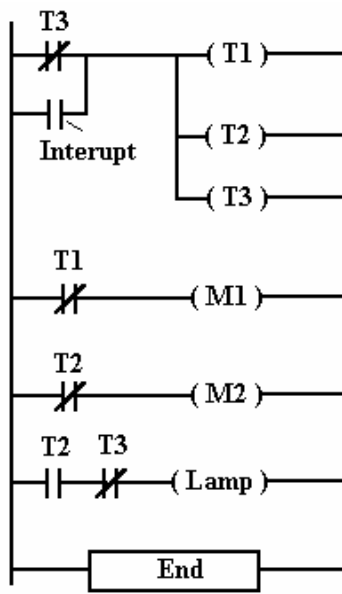 T3
( T1 )
Interupt
( T2 )
( T3 )
T1
( M1 )
T2
( M2 )
T2 T3
( Lamp )
End